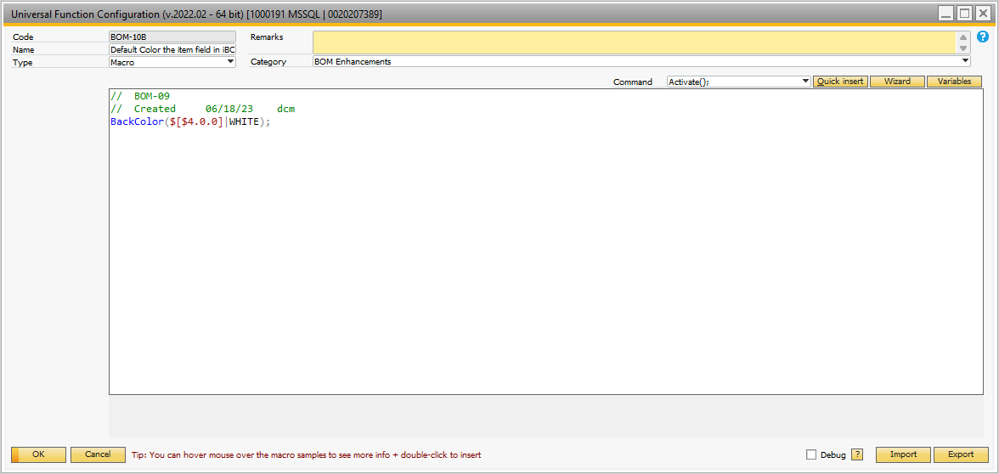 Universal Function Configuration (v.2022.02 - 64 bit) [1000191 MSSQL | 0020207389]
Code BOM-10B Remarks
Name Default Color the item field in iBC
Type Macro Category BOM Enhancements
Command Activate(); Quick insert Wizard Variables
// BOM-09
// Created 06/18/23 dcm
BackColor($[$4.0.0]|WHITE);
OK Cancel Tip: You can hover mouse over the macro samples to see more info + double-click to insert Debug ? Import Export